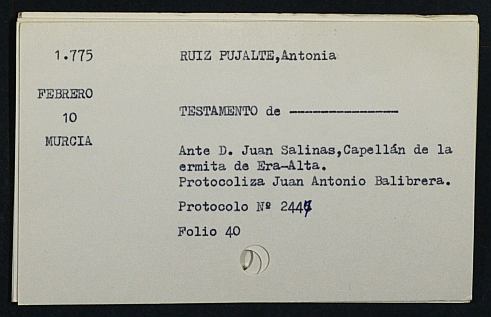 1.775
RUIZ PUJALTE,Antonia
FEBRERO
10
MURCIA
TESTAMENTO de ---------------
Ante D. Juan Salinas,Capellán de la
ermita de Era-Alta.
Protocoliza Juan Antonio Balibrera.
Protocolo Nº
Folio 40